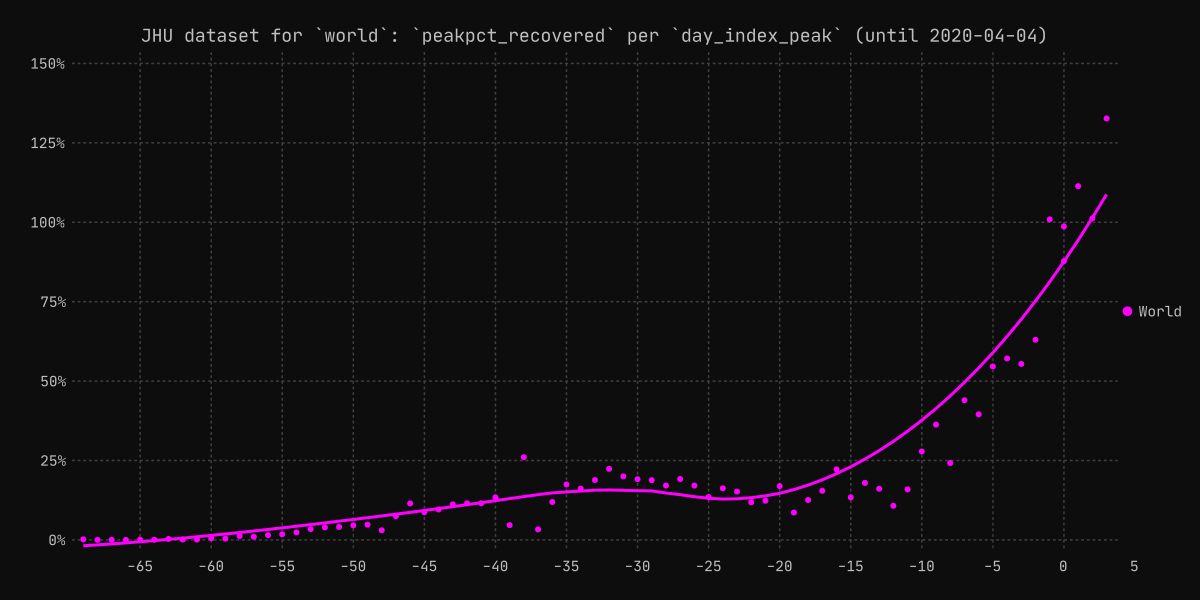 JHU dataset for `world`: `peakpct_recovered` per `day_index_peak` (until 2020-04-04)
150%
125%
100%
75%
50%
25%
0%
World
-65 -60 -55 -50 -45 -40 -35 -30 -25 -20 -15 -10 -5 0 5